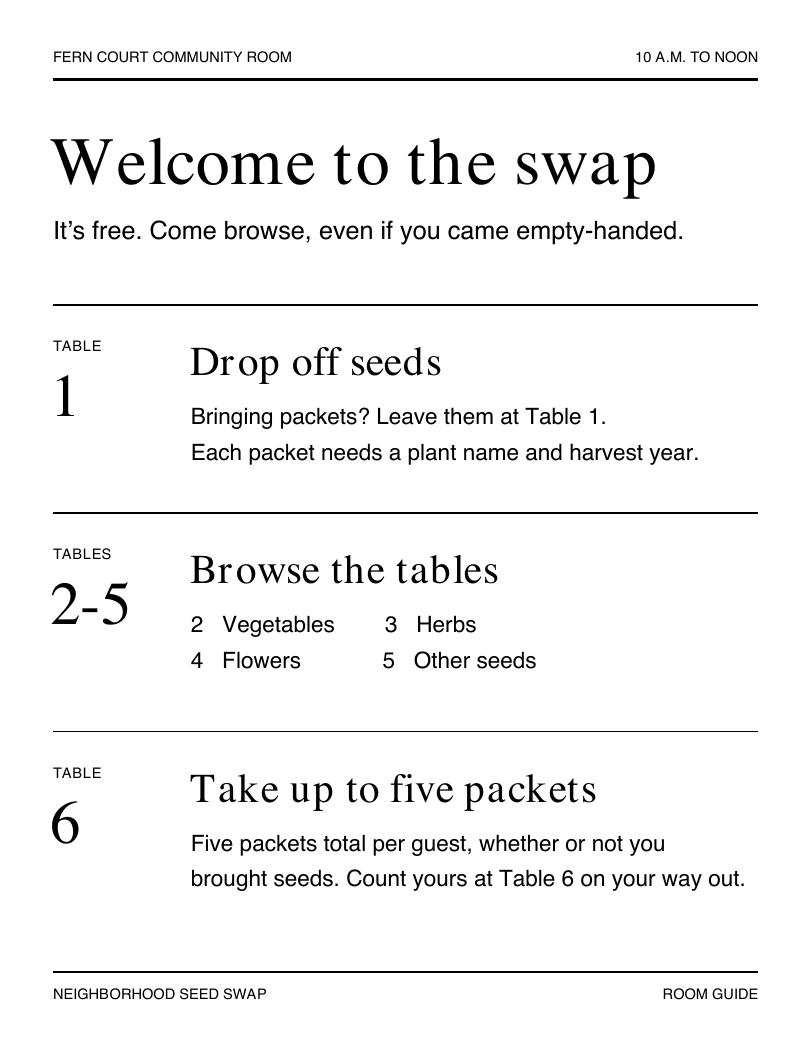 FERN COURT COMMUNITY ROOM
10 A.M. TO NOON
Welcome to the swap
It’s free. Come browse, even if you came empty-handed.
TABLE
1
Drop off seeds
Bringing packets? Leave them at Table 1.
Each packet needs a plant name and harvest year.
TABLES
2-5
Browse the tables
2 Vegetables 3 Herbs
4 Flowers 5 Other seeds
TABLE
6
Take up to five packets
Five packets total per guest, whether or not you
brought seeds. Count yours at Table 6 on your way out.
NEIGHBORHOOD SEED SWAP
ROOM GUIDE